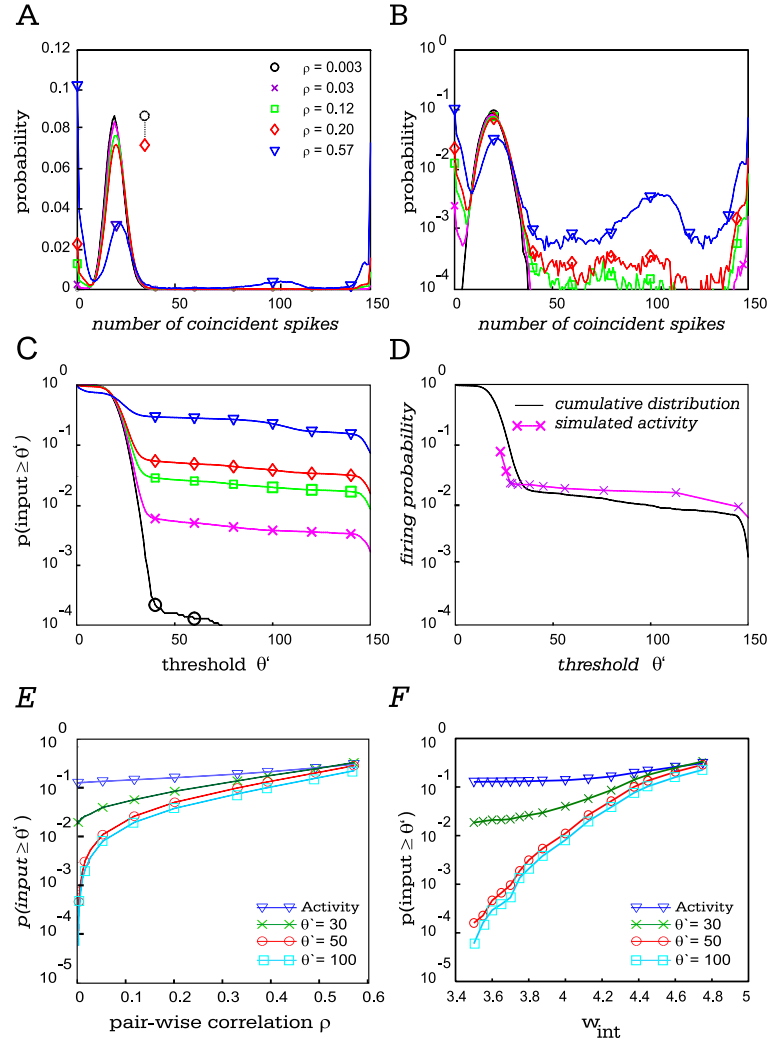 A
probability
0.12
0.1
0.08
0.06
0.04
0.02
0
ρ = 0.003
ρ = 0.03
ρ = 0.12
ρ = 0.20
ρ = 0.57
0 50 100 150
number of coincident spikes
B
probability
10^0
10^-1
10^-2
10^-3
10^-4
0 50 100 150
number of coincident spikes
C
p(input ≥ θ‘)
10^0
10^-1
10^-2
10^-3
10^-4
0 50 100 150
threshold θ‘
D
firing probability
10^0
10^-1
10^-2
10^-3
10^-4
cumulative distribution
simulated activity
0 50 100 150
threshold θ‘
E
p(input ≥ θ‘)
10^0
10^-1
10^-2
10^-3
10^-4
10^-5
Activity
θ` = 30
θ` = 50
θ` = 100
0 0.1 0.2 0.3 0.4 0.5 0.6
pair-wise correlation ρ
F
p(input ≥ θ‘)
10^0
10^-1
10^-2
10^-3
10^-4
10^-5
Activity
θ` = 30
θ` = 50
θ` = 100
3.4 3.6 3.8 4 4.2 4.4 4.6 4.8 5
w_int